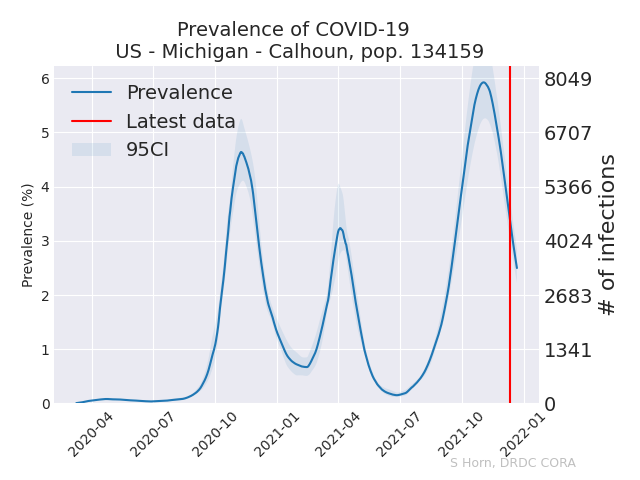 Prevalence of COVID-19
US - Michigan - Calhoun, pop. 134159
Prevalence
Latest data
95CI
Prevalence (%)
6
5
4
3
2
1
0
8049
6707
5366
4024
2683
1341
0
# of infections
2020-04
2020-07
2020-10
2021-01
2021-04
2021-07
2021-10
2022-01
S Horn, DRDC CORA